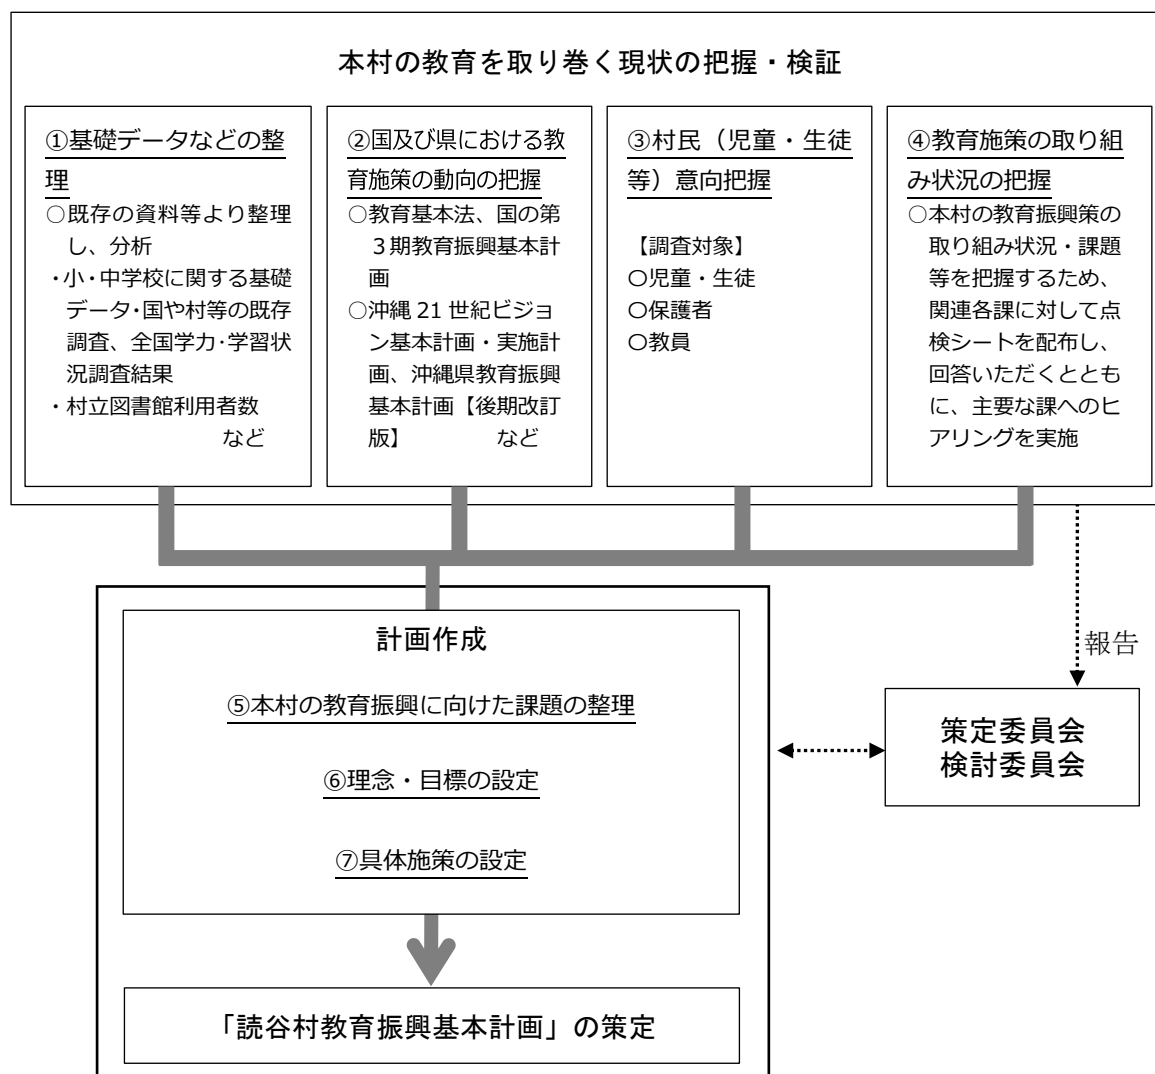 本村の教育を取り巻く現状の把握・検証
①基礎データなどの整
理
○既存の資料等より整理
し、分析
・小・中学校に関する基礎
データ・国や村等の既存
調査、全国学力・学習状
況調査結果
・村立図書館利用者数
など
②国及び県における教
育施策の動向の把握
○教育基本法、国の第
３期教育振興基本計
画
○沖縄 21 世紀ビジョ
ン基本計画・実施計
画、沖縄県教育振興
基本計画【後期改訂
版】 など
③村民（児童・生徒
等）意向把握
【調査対象】
○児童・生徒
○保護者
○教員
④教育施策の取り組
み状況の把握
○本村の教育振興策の
取り組み状況・課題
等を把握するため、
関連各課に対して点
検シートを配布し、
回答いただくととも
に、主要な課へのヒ
アリングを実施
計画作成
⑤本村の教育振興に向けた課題の整理
⑥理念・目標の設定
⑦具体施策の設定
報告
策定委員会
検討委員会
「読谷村教育振興基本計画」の策定